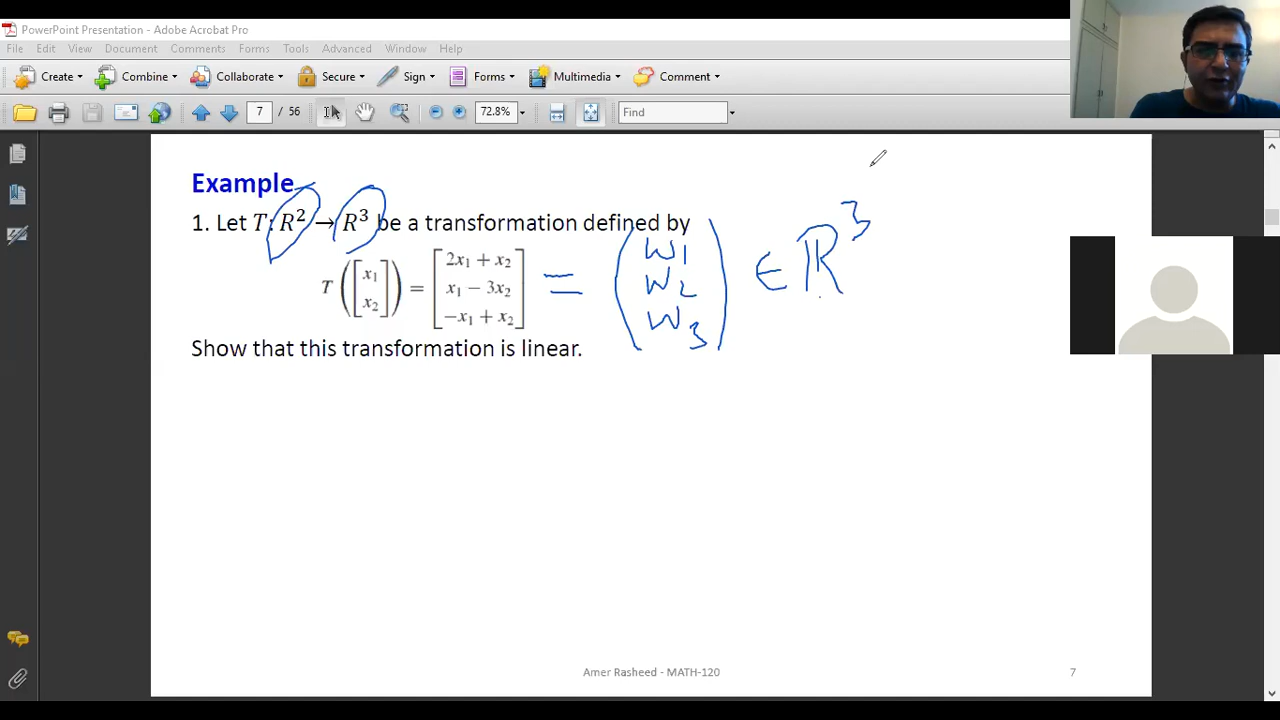 PowerPoint Presentation - Adobe Acrobat Pro
File Edit View Document Comments Forms Tools Advanced Window Help
Create Combine Collaborate Secure Sign Forms Multimedia Comment
7 / 56 72.8% Find
Example
1. Let T: R² → R³ be a transformation defined by
T([x₁ x₂]) = [2x₁ + x₂
x₁ − 3x₂
−x₁ + x₂] = (w₁
w₂
w₃) ∈ ℝ³
Show that this transformation is linear.
Amer Rasheed - MATH-120 7